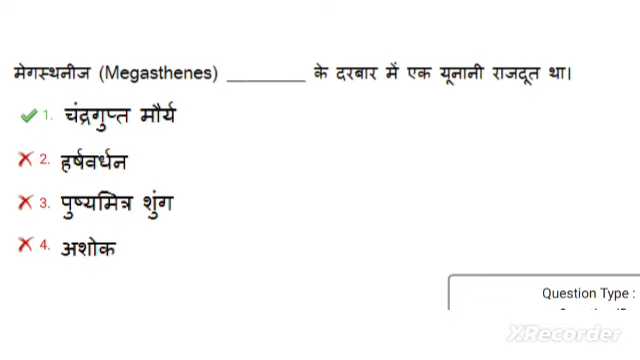 मेगस्थनीज (Megasthenes) ________ के दरबार में एक यूनानी राजदूत था।
1. चंद्रगुप्त मौर्य
2. हर्षवर्धन
3. पुष्यमित्र शुंग
4. अशोक
Question Type :
XRecorder